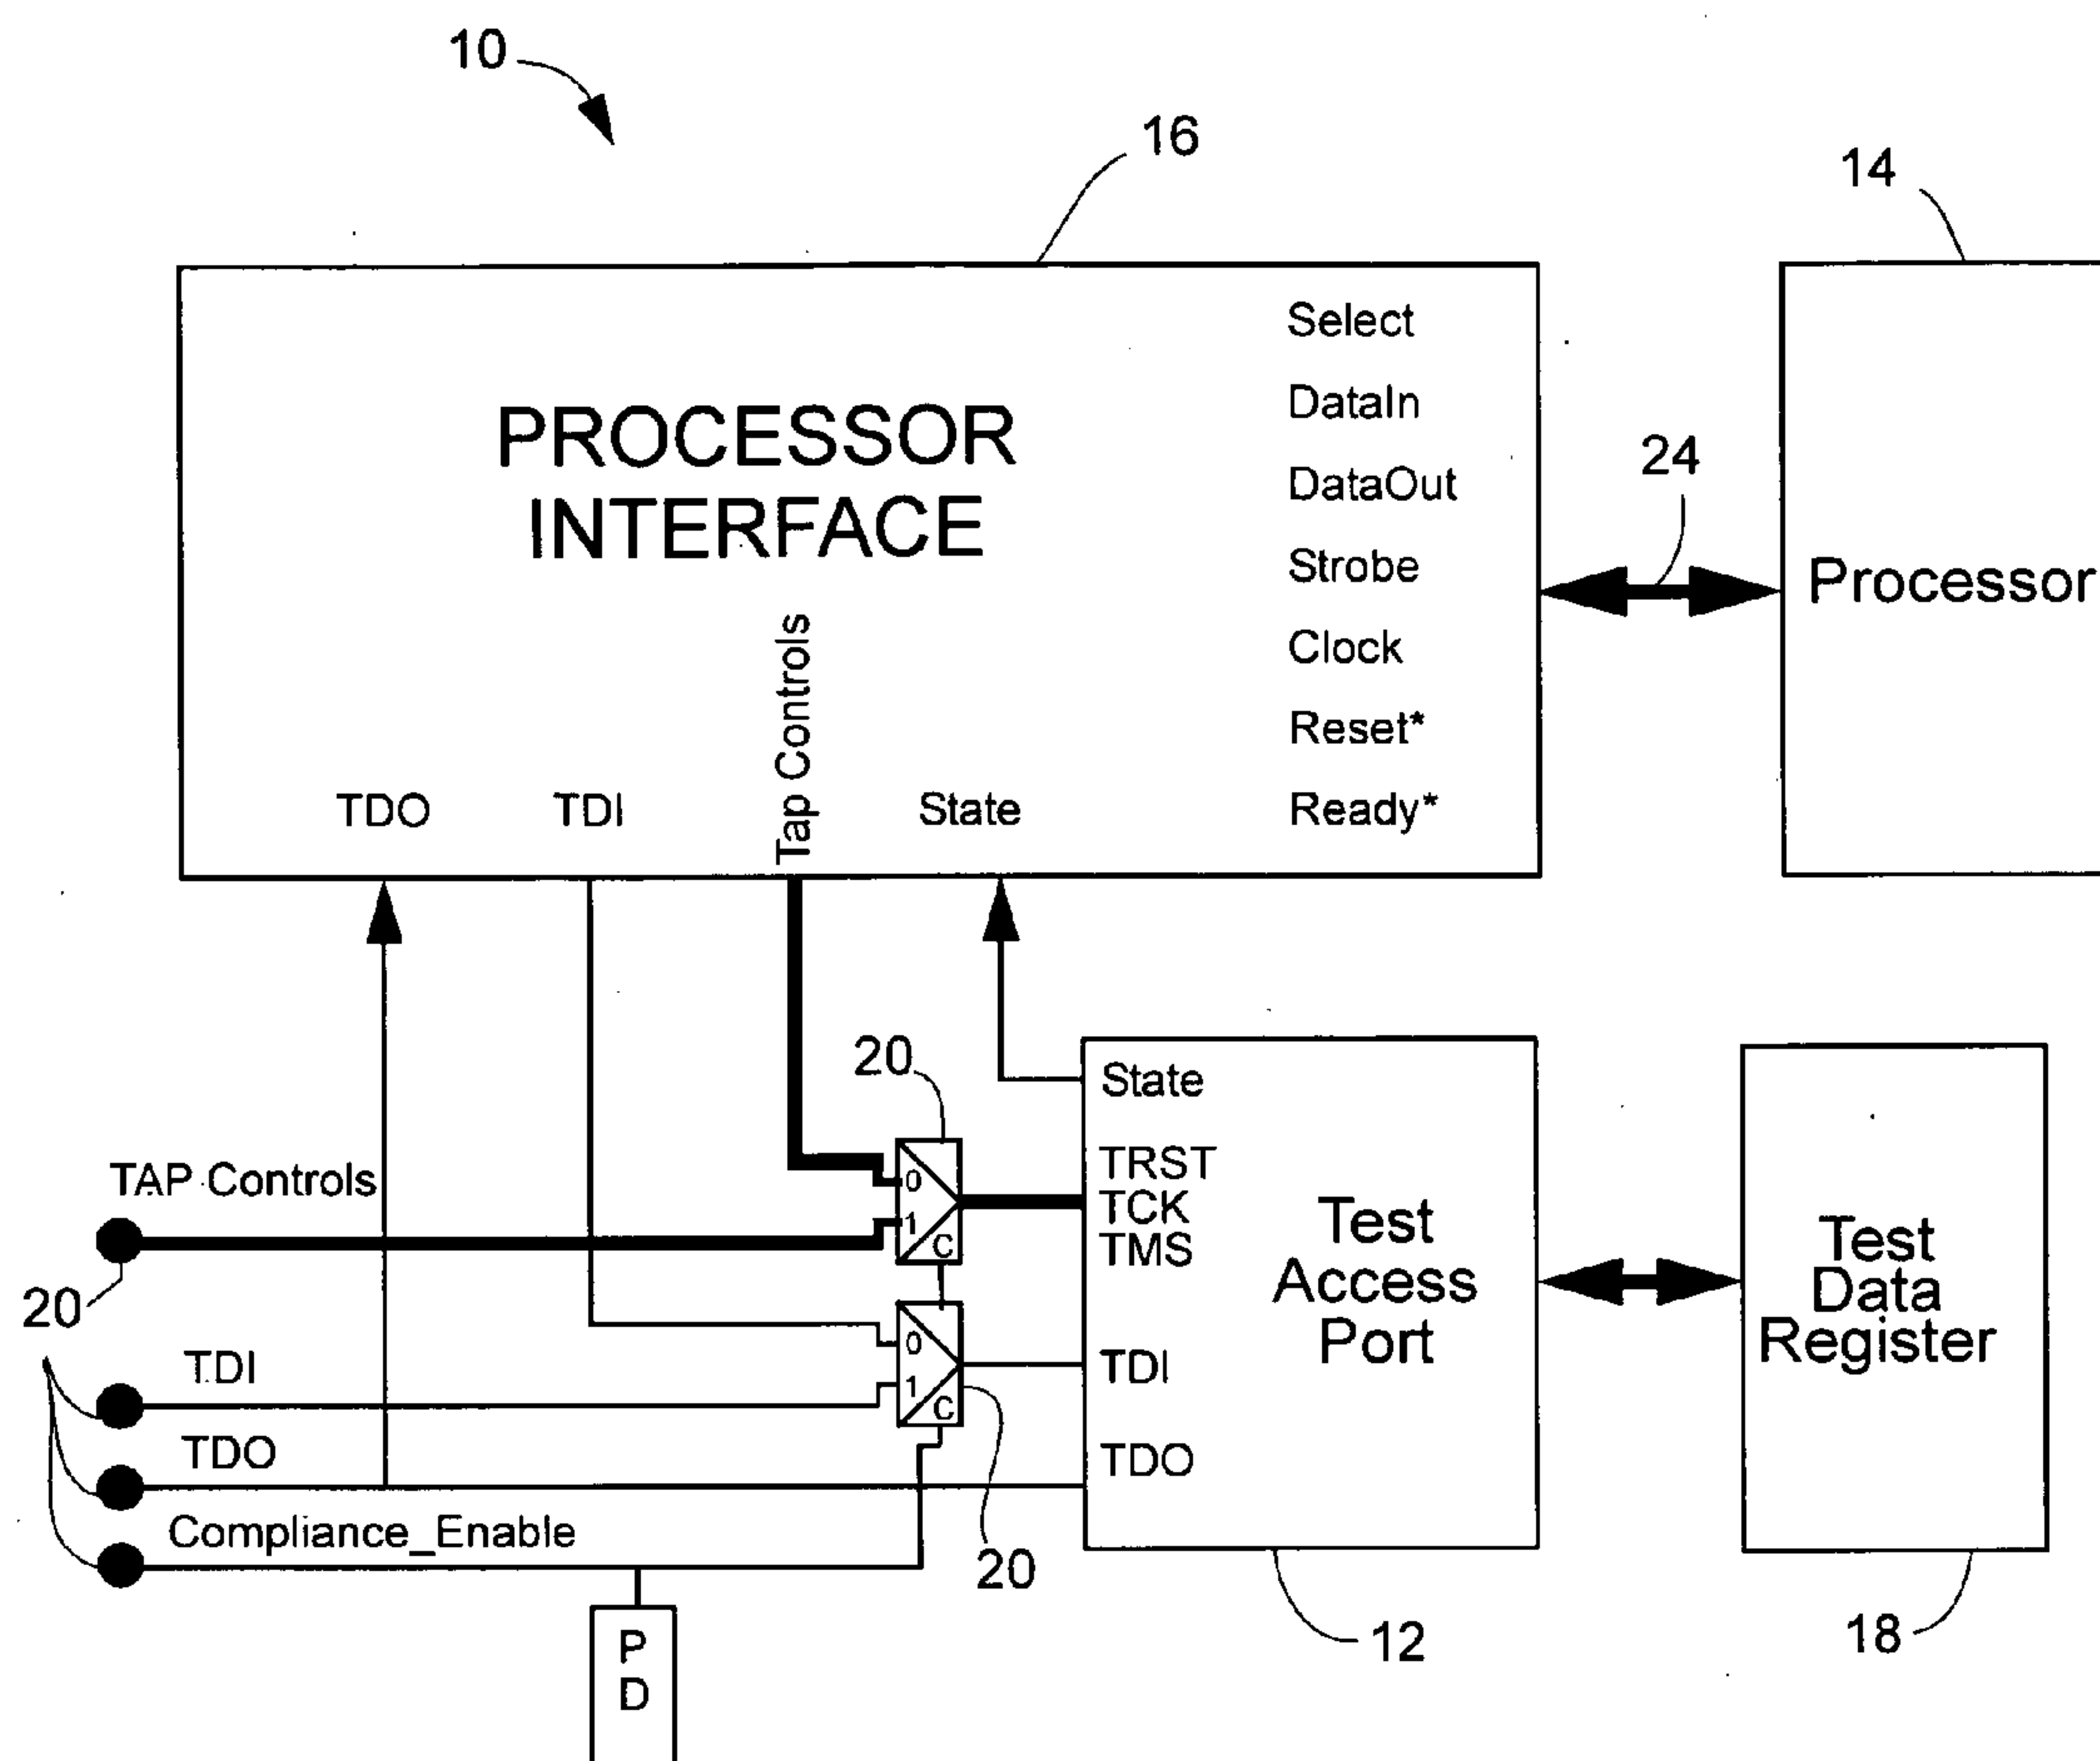 10
16
14
PROCESSOR
INTERFACE
Select
DataIn
DataOut
Strobe
Clock
Reset*
Ready*
24
Processor
TDO
TDI
Tap Controls
State
20
State
TRST
TCK
TMS
TDI
TDO
Test
Access
Port
Test
Data
Register
TAP Controls
20
TDI
TDO
Compliance_Enable
0
1
C
0
1
C
20
12
18
P
D